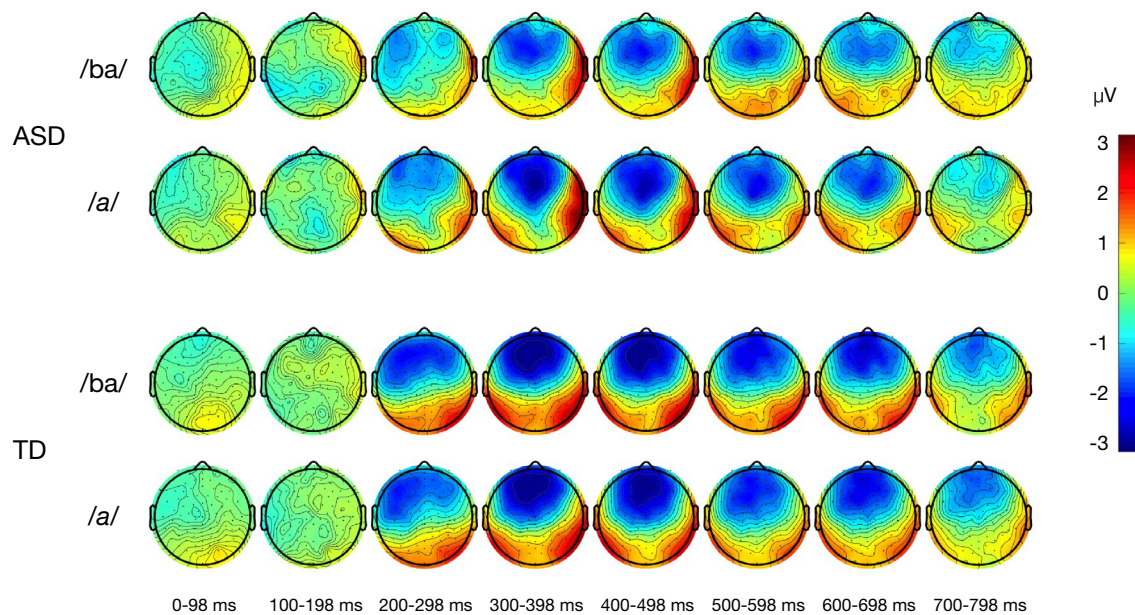 /ba/
ASD
/a/
/ba/
TD
/a/
0-98 ms 100-198 ms 200-298 ms 300-398 ms 400-498 ms 500-598 ms 600-698 ms 700-798 ms
µV
3
2
1
0
-1
-2
-3